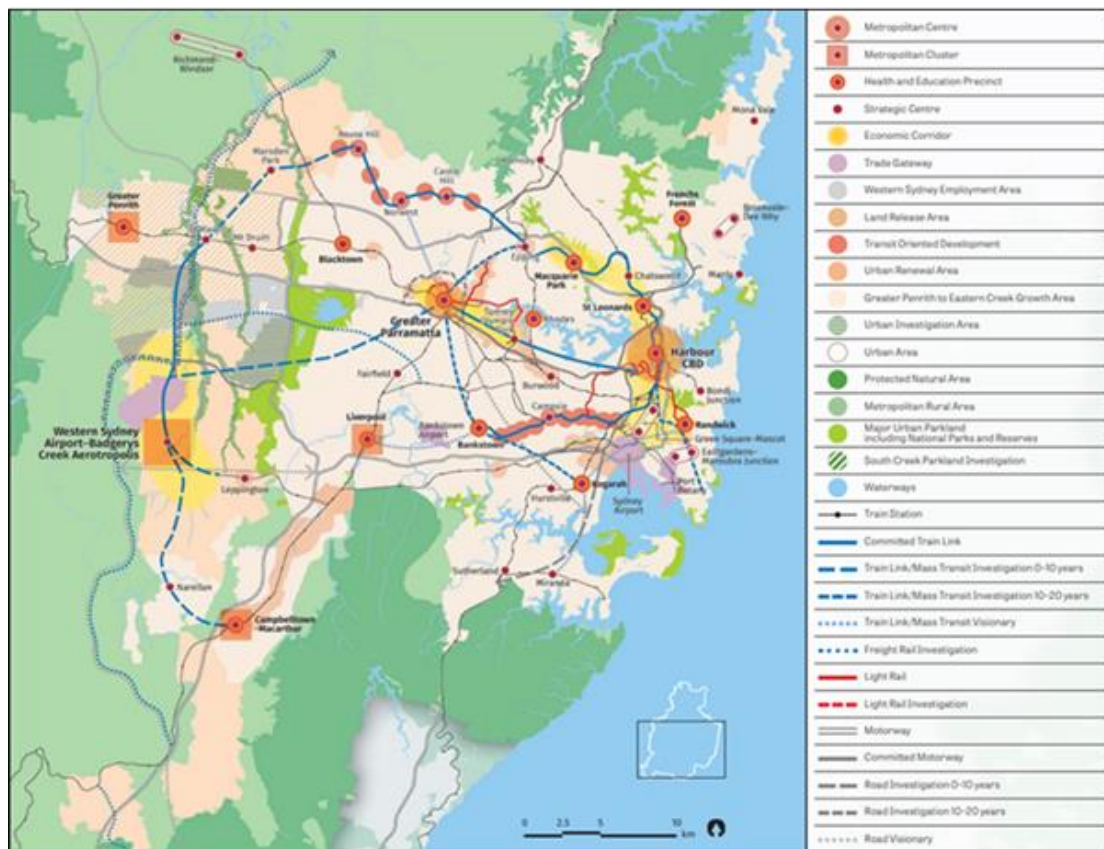 Richmond-
Windsor
Mona Vale
Rouse Hill
Hornsby
Marsden
Park
Castle
Hill
Greater
Penrith
Frenchs
Forest
Norwest
Brookvale-
Dee Why
Mt Druitt
Blacktown
Epping
Macquarie
Park
Chatswood
Manly
St Leonards
Greater
Parramatta
Sydney
Olympic
Rhodes
Harbour
CBD
Fairfield
Burwood
Bondi
Junction
Liverpool
Campsie
Bankstown
Airport
Bankstown
Randwick
Western Sydney
Airport–Badgerys
Creek Aerotropolis
Green Square-Mascot
Eastgardens-
Maroubra Junction
Leppington
Kogarah
Port
Botany
Hurstville
Sydney
Airport
Sutherland
Miranda
Narellan
Campbelltown
-Macarthur
0 2.5 5 10
km
Metropolitan Centre
Metropolitan Cluster
Health and Education Precinct
Strategic Centre
Economic Corridor
Trade Gateway
Western Sydney Employment Area
Land Release Area
Transit Oriented Development
Urban Renewal Area
Greater Penrith to Eastern Creek Growth Area
Urban Investigation Area
Urban Area
Protected Natural Area
Metropolitan Rural Area
Major Urban Parkland
including National Parks and Reserves
South Creek Parkland Investigation
Waterways
Train Station
Committed Train Link
Train Link/Mass Transit Investigation 0–10 years
Train Link/Mass Transit Investigation 10–20 years
Train Link/Mass Transit Visionary
Freight Rail Investigation
Light Rail
Light Rail Investigation
Motorway
Committed Motorway
Road Investigation 0–10 years
Road Investigation 10–20 years
Road Visionary